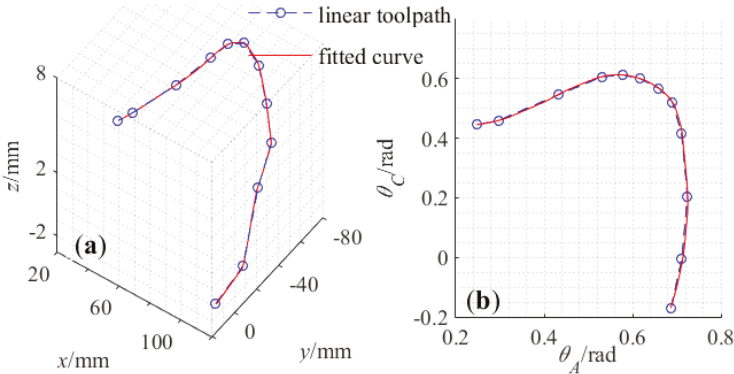 linear toolpath
fitted curve
8
2
-2
z/mm
(a)
20
60
100
x/mm
-80
-40
0
y/mm
0.6
0.4
0.2
0
-0.2
θC/rad
(b)
0.2
0.4
0.6
0.8
θA/rad